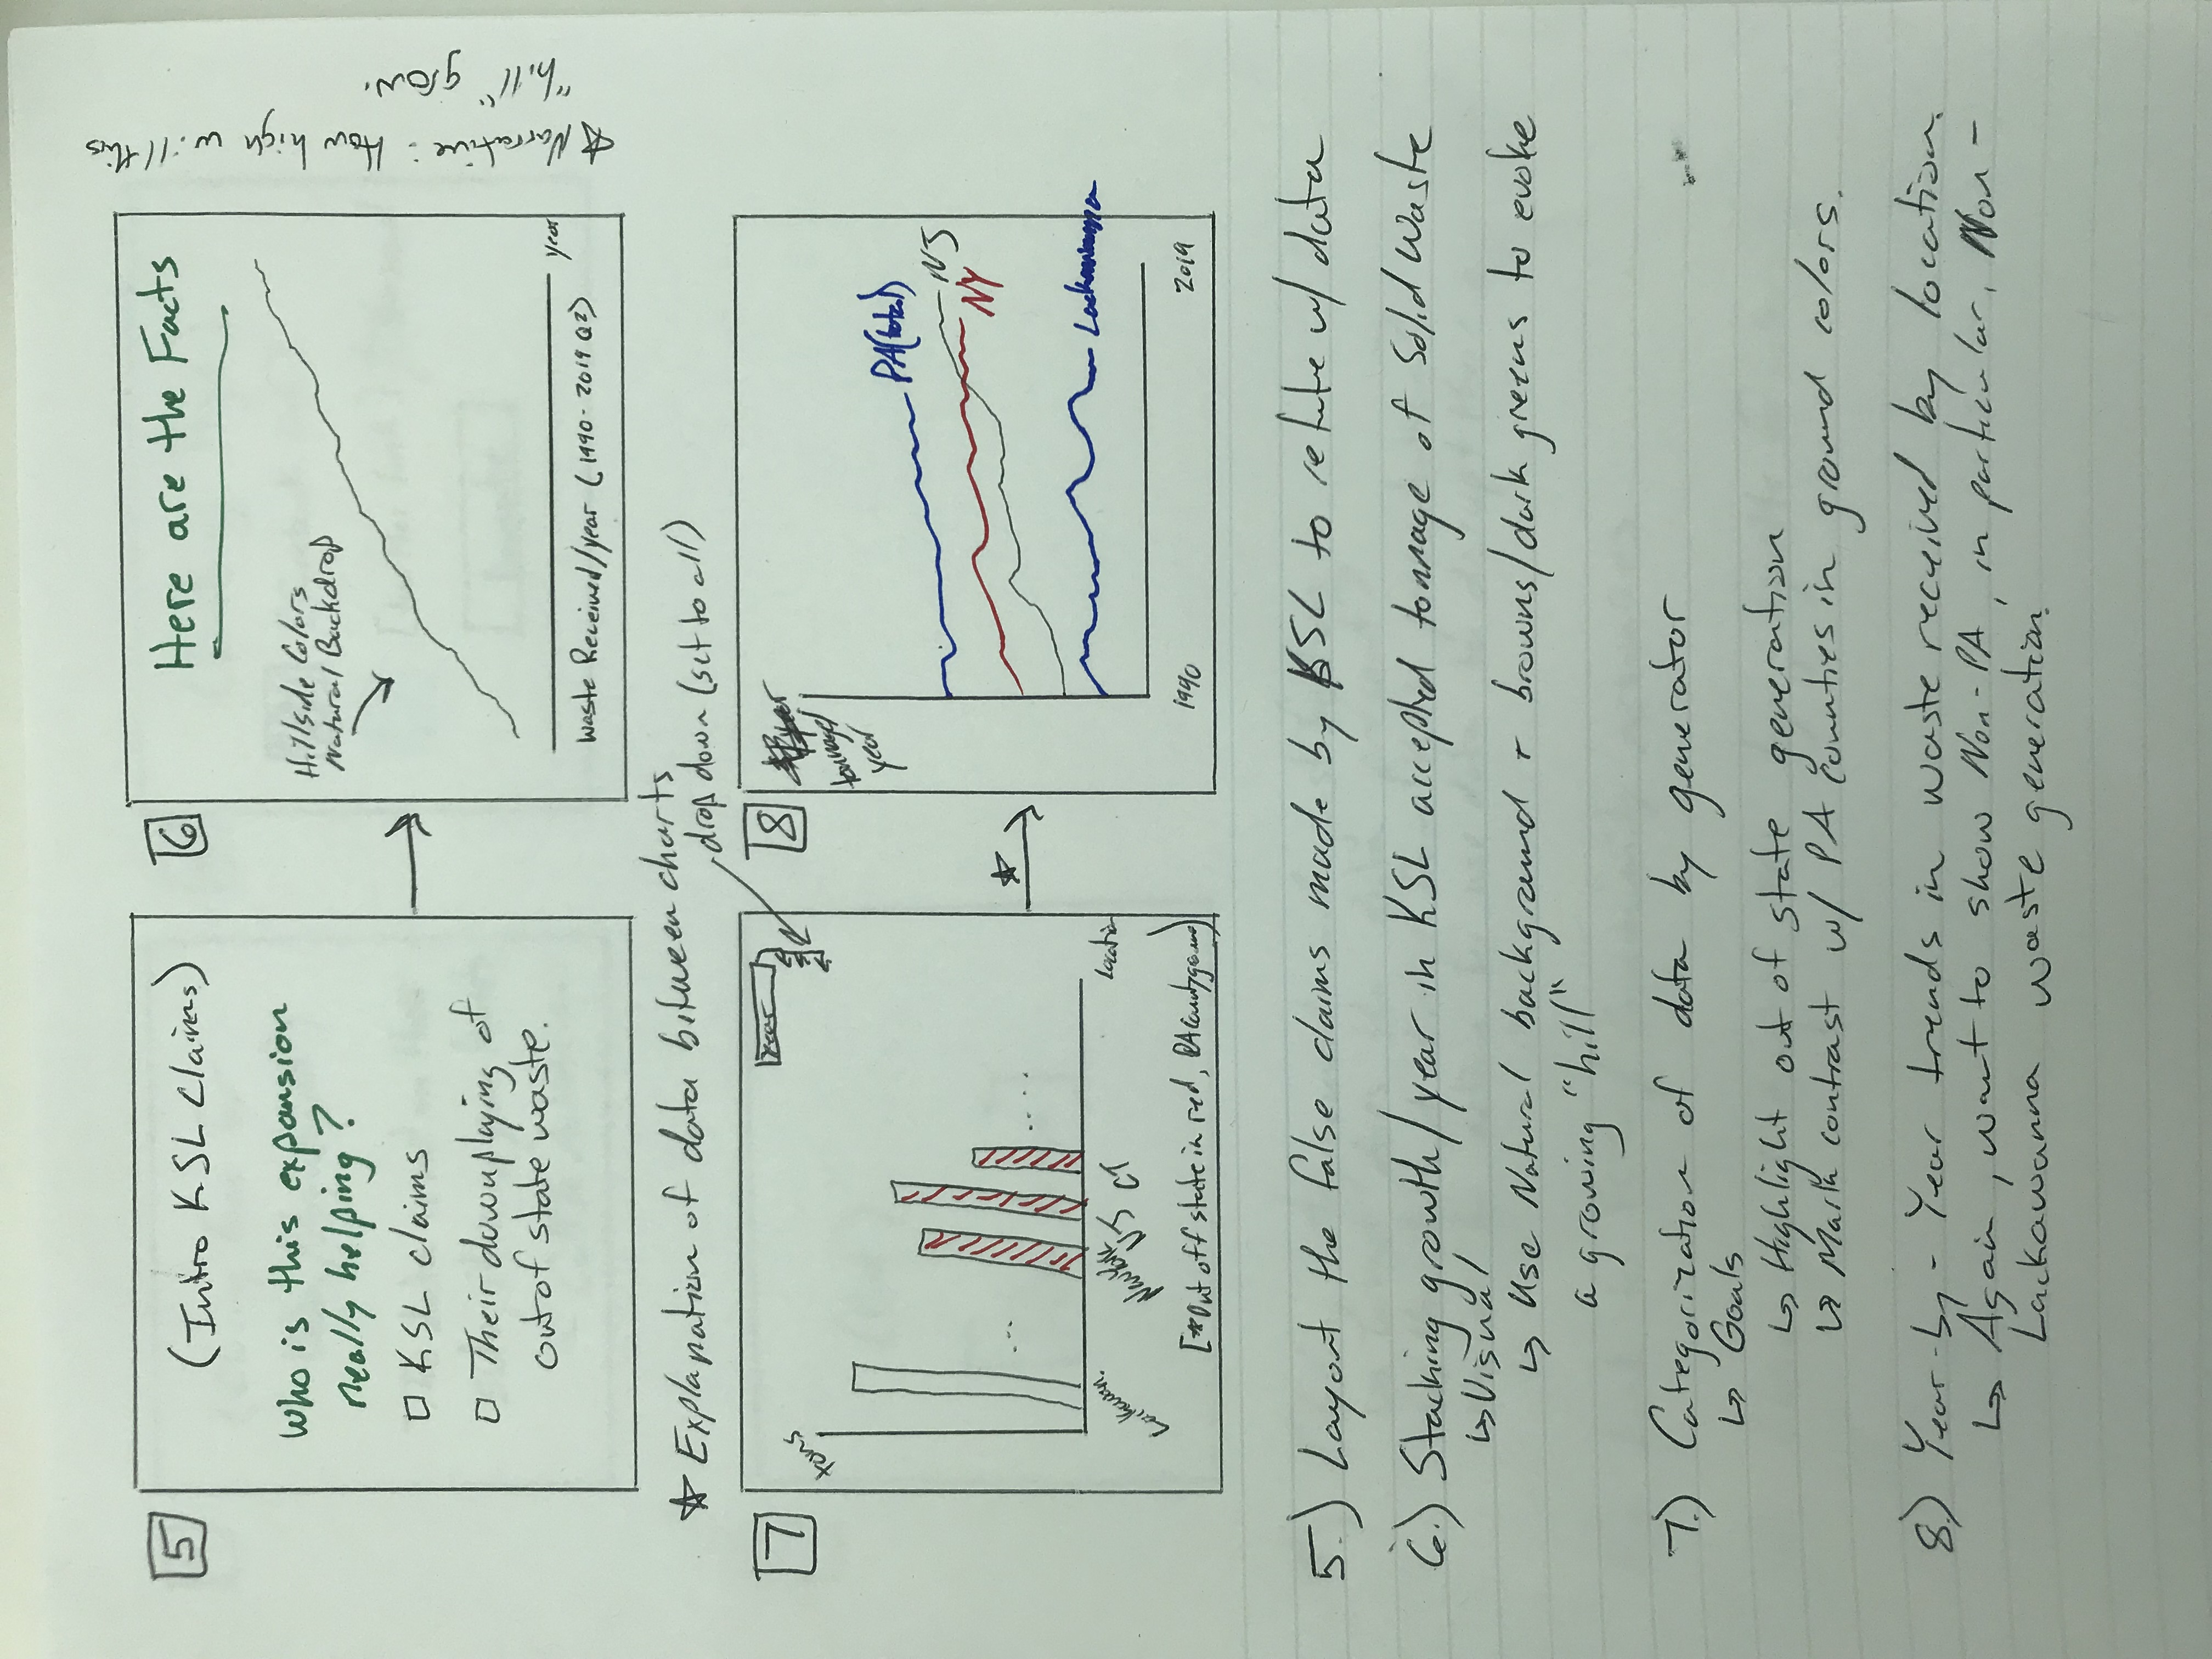 5
(Intro KSL Claims)
Who is this expansion
really helping?
KSL claims
Their downplaying of
out of state waste.
6
Here are the Facts
Hillside Colors
Natural Backdrop
year
Waste Received/year (1990-2019 Q2)
Narrative: How high will this
"hill" grow.
Explanation of data between charts
drop down (set to all)
7
tons
year
Lackawan.
New York
NJ
CT
Location
[*Out off state in red, PA County
8
tonnage/
year
PA(total)
NJ
NY
Lackawanna
1990
2019
5.) Layout the false claims made by KSL to refute w/ data
6.) Stacking growth/year in KSL accepted tonnage of Solid Waste
↳ Visual
↳ Use Natural background + browns/dark greens to evoke
a growing "hill"
7.) Categorization of data by generator
↳ Goals
↳ Highlight out of state generation
↳ Mark contrast w/ PA counties in ground colors.
8.) Year-by-Year trends in waste received by location.
↳ Again, want to show Non-PA, in particular, Non-
Lackawanna waste generation.